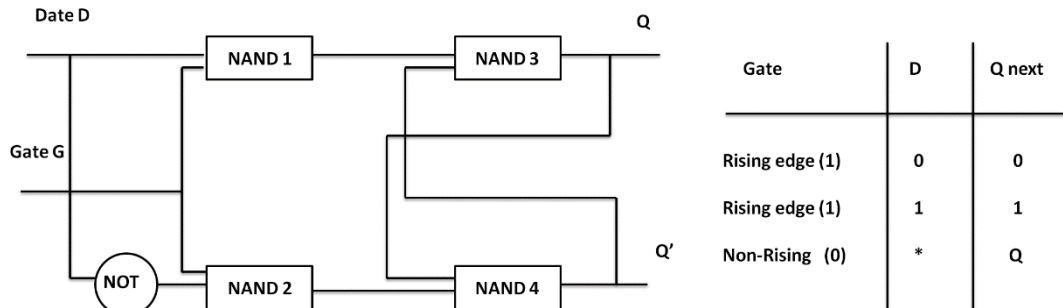 Date D
Q
NAND 1
NAND 3
Gate G
Q'
NOT
NAND 2
NAND 4
Gate D Q next
Rising edge (1) 0 0
Rising edge (1) 1 1
Non-Rising (0) * Q